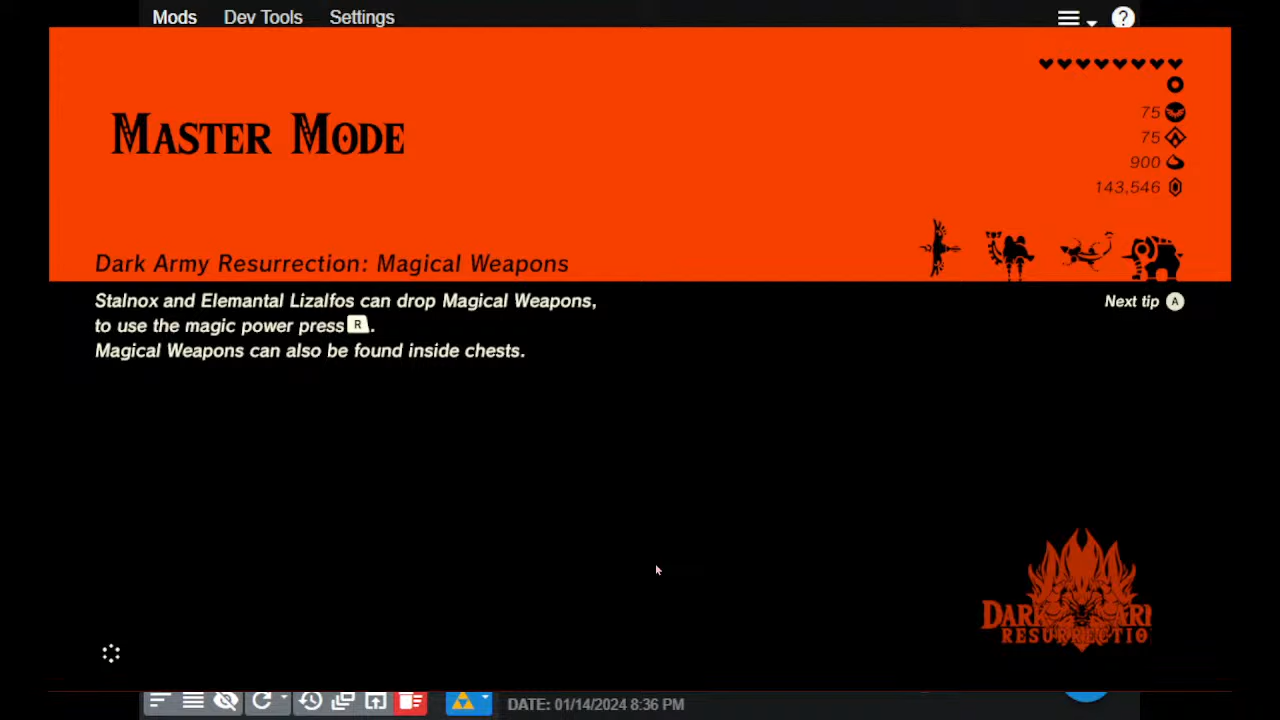 Mods Dev Tools Settings
?
Master Mode
75
75
900
143,546
Dark Army Resurrection: Magical Weapons
Stalnox and Elemantal Lizalfos can drop Magical Weapons,
to use the magic power press R.
Magical Weapons can also be found inside chests.
Next tip A
DARK
RESURRECTIO
DATE: 01/14/2024 8:36 PM